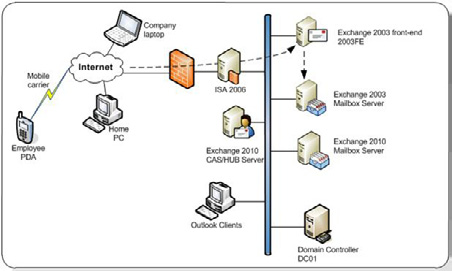 Company
laptop
Internet
Mobile
carrier
Employee
PDA
Home
PC
ISA 2006
Exchange 2003 front-end
2003FE
Exchange 2003
Mailbox Server
Exchange 2010
CAS/HUB Server
Exchange 2010
Mailbox Server
Outlook Clients
Domain Controller
DC01